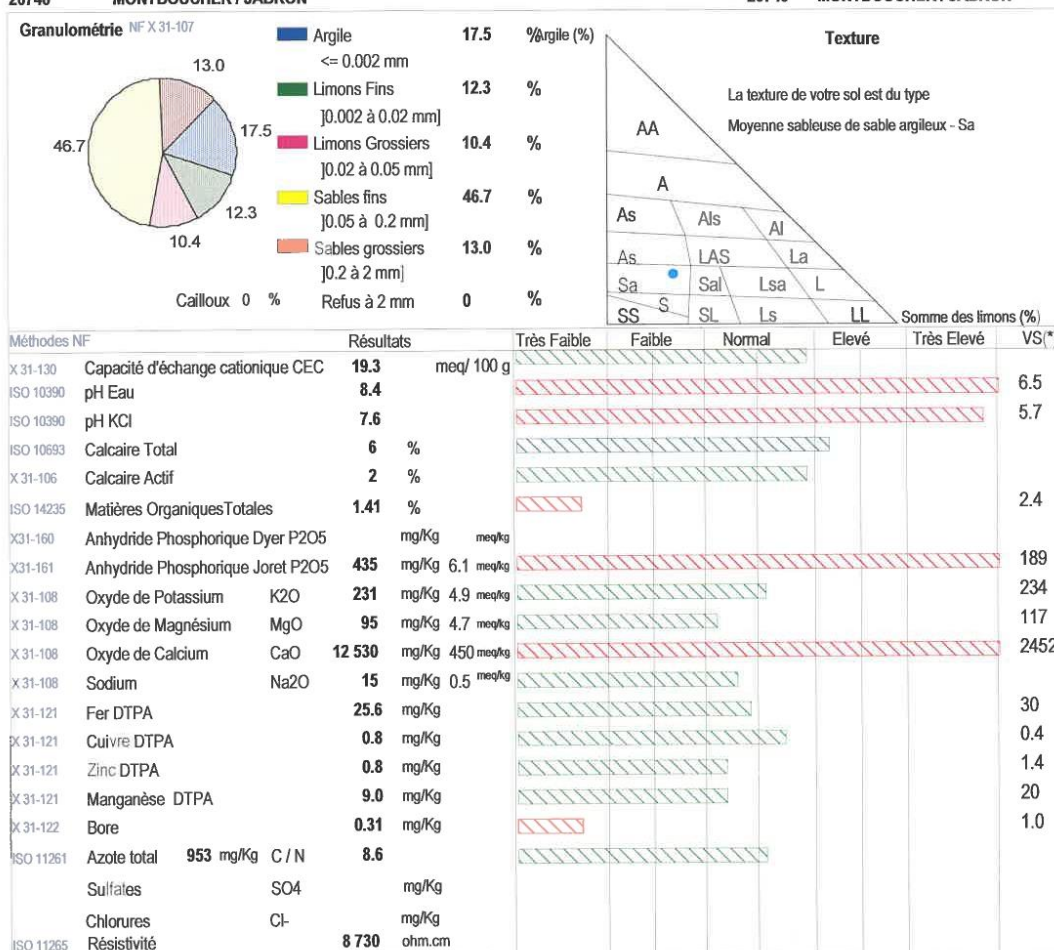 Granulométrie NF X 31-107
Argile 17.5 %
<= 0.002 mm
Limons Fins 12.3 %
]0.002 à 0.02 mm]
Limons Grossiers 10.4 %
]0.02 à 0.05 mm]
Sables fins 46.7 %
]0.05 à 0.2 mm]
Sables grossiers 13.0 %
]0.2 à 2 mm]
Cailloux 0 % Refus à 2 mm 0 %
13.0
17.5
46.7
12.3
10.4
Argile (%)
Texture
La texture de votre sol est du type
Moyenne sableuse de sable argileux - Sa
AA
A
As Als Al
As LAS La
Sa Sal Lsa L
SS S SL Ls LL
Somme des limons (%)
Méthodes NF Résultats Très Faible Faible Normal Elevé Très Elevé VS(*
X 31-130 Capacité d'échange cationique CEC 19.3 meq/ 100 g
ISO 10390 pH Eau 8.4 6.5
ISO 10390 pH KCl 7.6 5.7
ISO 10693 Calcaire Total 6 %
X 31-106 Calcaire Actif 2 %
ISO 14235 Matières OrganiquesTotales 1.41 % 2.4
X31-160 Anhydride Phosphorique Dyer P2O5 mg/Kg meq/kg
X31-161 Anhydride Phosphorique Joret P2O5 435 mg/Kg 6.1 meq/kg 189
X 31-108 Oxyde de Potassium K2O 231 mg/Kg 4.9 meq/kg 234
X 31-108 Oxyde de Magnésium MgO 95 mg/Kg 4.7 meq/kg 117
X 31-108 Oxyde de Calcium CaO 12 530 mg/Kg 450 meq/kg 2452
X 31-108 Sodium Na2O 15 mg/Kg 0.5 meq/kg
X 31-121 Fer DTPA 25.6 mg/Kg 30
X 31-121 Cuivre DTPA 0.8 mg/Kg 0.4
X 31-121 Zinc DTPA 0.8 mg/Kg 1.4
X 31-121 Manganèse DTPA 9.0 mg/Kg 20
X 31-122 Bore 0.31 mg/Kg 1.0
ISO 11261 Azote total 953 mg/Kg C / N 8.6
Sulfates SO4 mg/Kg
Chlorures Cl- mg/Kg
ISO 11265 Résistivité 8 730 ohm.cm